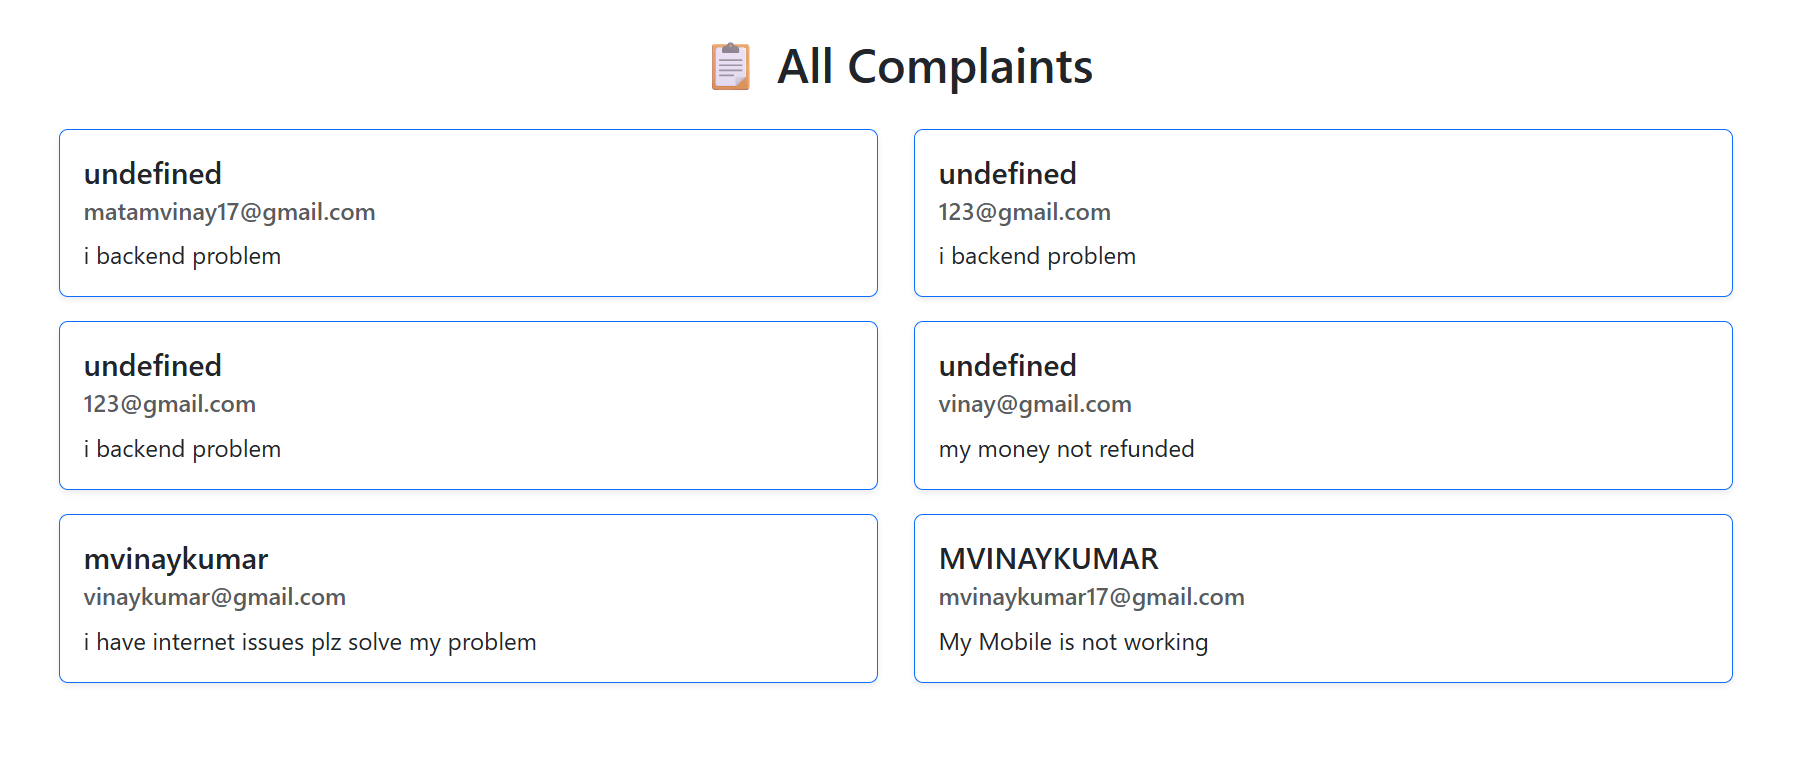 📋 All Complaints
undefined
matamvinay17@gmail.com
i backend problem
undefined
123@gmail.com
i backend problem
undefined
123@gmail.com
i backend problem
undefined
vinay@gmail.com
my money not refunded
mvinaykumar
vinaykumar@gmail.com
i have internet issues plz solve my problem
MVINAYKUMAR
mvinaykumar17@gmail.com
My Mobile is not working